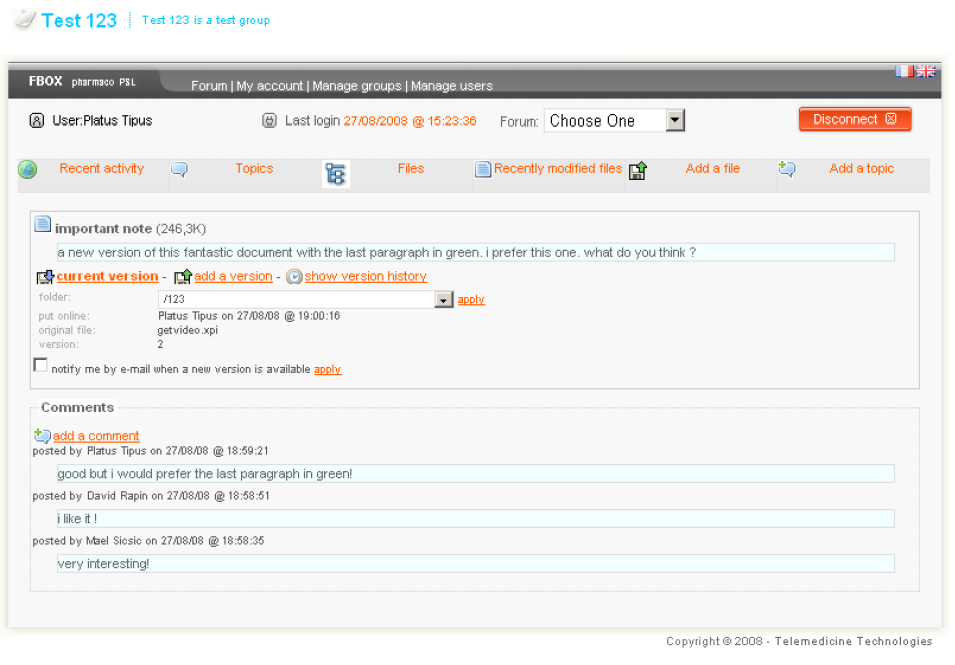 Test 123 Test 123 is a test group
FBOX pharmaco PSL Forum | My account | Manage groups | Manage users
User:Platus Tipus Last login 27/08/2008 @ 15:23:36 Forum: Choose One Disconnect
Recent activity Topics Files Recently modified files Add a file Add a topic
important note (246,3K)
a new version of this fantastic document with the last paragraph in green. i prefer this one. what do you think ?
current version - add a version - show version history
folder: /123 apply
put online: Platus Tipus on 27/08/08 @ 19:00:16
original file: getvideo.xpi
version: 2
notify me by e-mail when a new version is available apply
Comments
add a comment
posted by Platus Tipus on 27/08/08 @ 18:59:21
good but i would prefer the last paragraph in green!
posted by David Rapin on 27/08/08 @ 18:58:51
i like it !
posted by Mael Sicsic on 27/08/08 @ 18:58:35
very interesting!
Copyright © 2008 - Telemedicine Technologies